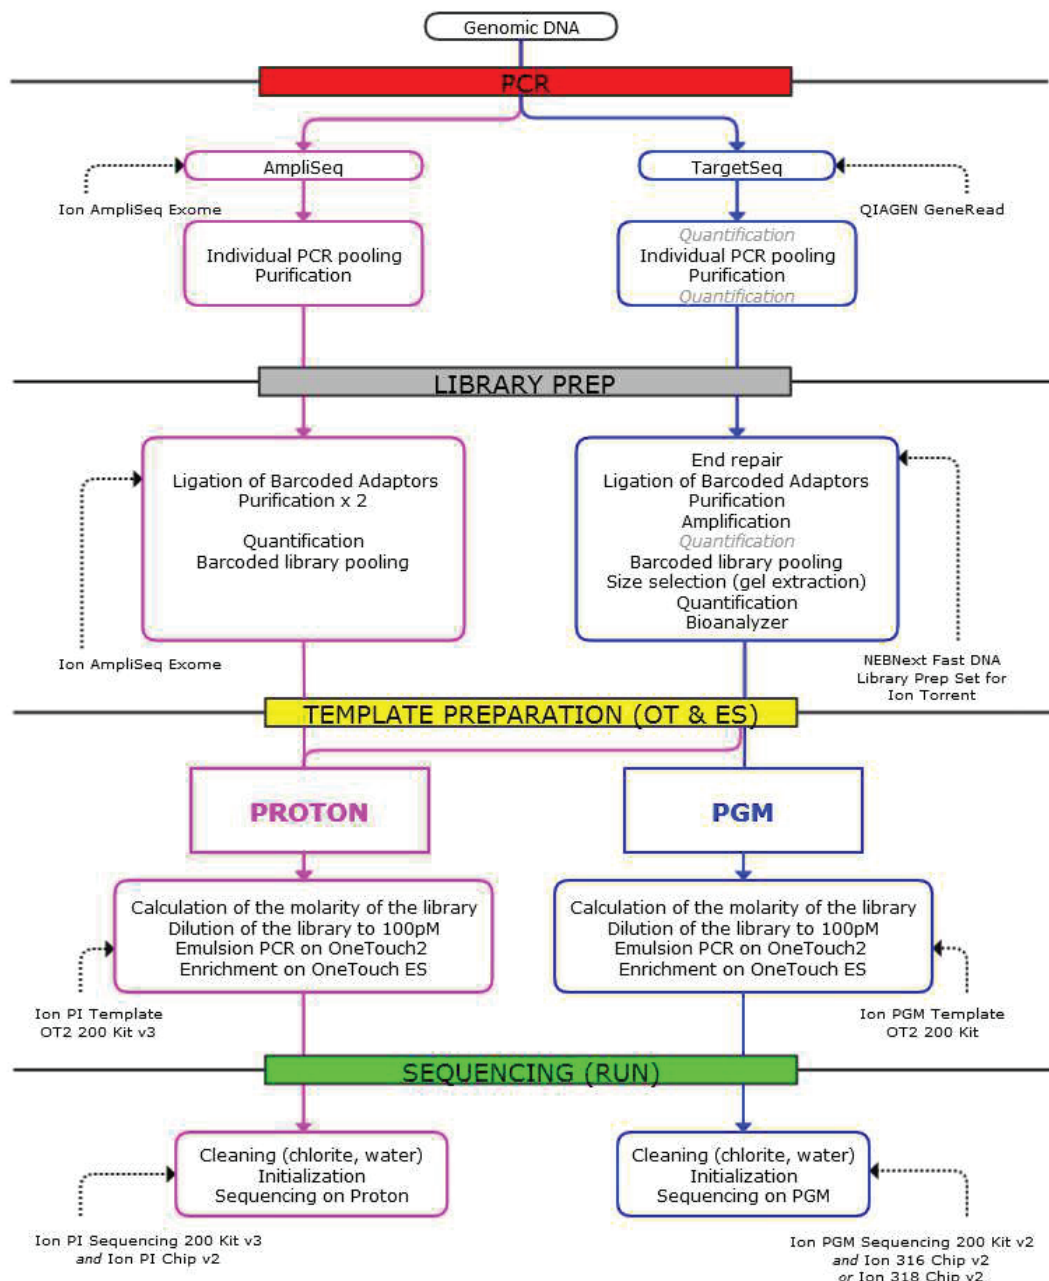 Genomic DNA
PCR
AmpliSeq
TargetSeq
Ion AmpliSeq Exome
QIAGEN GeneRead
Individual PCR pooling
Purification
Quantification
Individual PCR pooling
Purification
Quantification
LIBRARY PREP
Ligation of Barcoded Adaptors
Purification x 2
Quantification
Barcoded library pooling
End repair
Ligation of Barcoded Adaptors
Purification
Amplification
Quantification
Barcoded library pooling
Size selection (gel extraction)
Quantification
Bioanalyzer
Ion AmpliSeq Exome
NEBNext Fast DNA
Library Prep Set for
Ion Torrent
TEMPLATE PREPARATION (OT & ES)
PROTON
PGM
Calculation of the molarity of the library
Dilution of the library to 100pM
Emulsion PCR on OneTouch2
Enrichment on OneTouch ES
Calculation of the molarity of the library
Dilution of the library to 100pM
Emulsion PCR on OneTouch2
Enrichment on OneTouch ES
Ion PI Template
OT2 200 Kit v3
Ion PGM Template
OT2 200 Kit
SEQUENCING (RUN)
Cleaning (chlorite, water)
Initialization
Sequencing on Proton
Cleaning (chlorite, water)
Initialization
Sequencing on PGM
Ion PI Sequencing 200 Kit v3
and Ion PI Chip v2
Ion PGM Sequencing 200 Kit v2
and Ion 316 Chip v2
or Ion 318 Chip v2